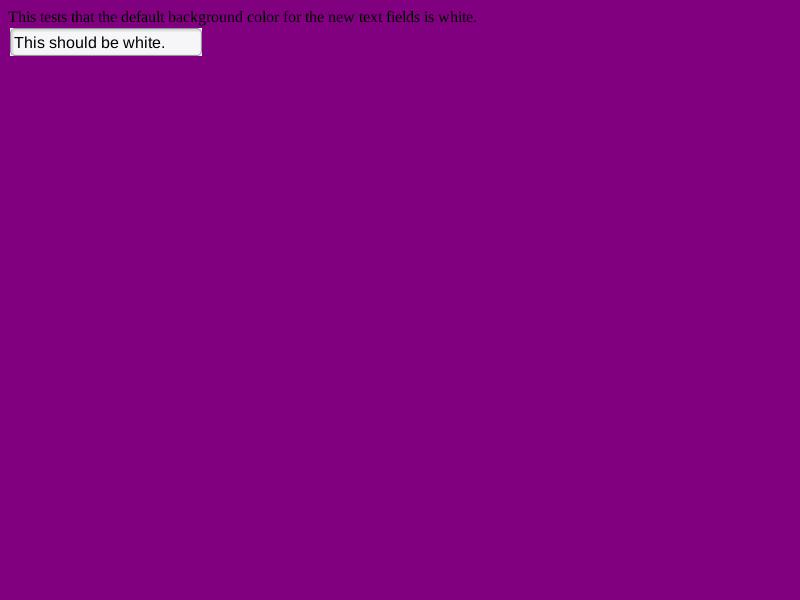 This tests that the default background color for the new text fields is white.
This should be white.